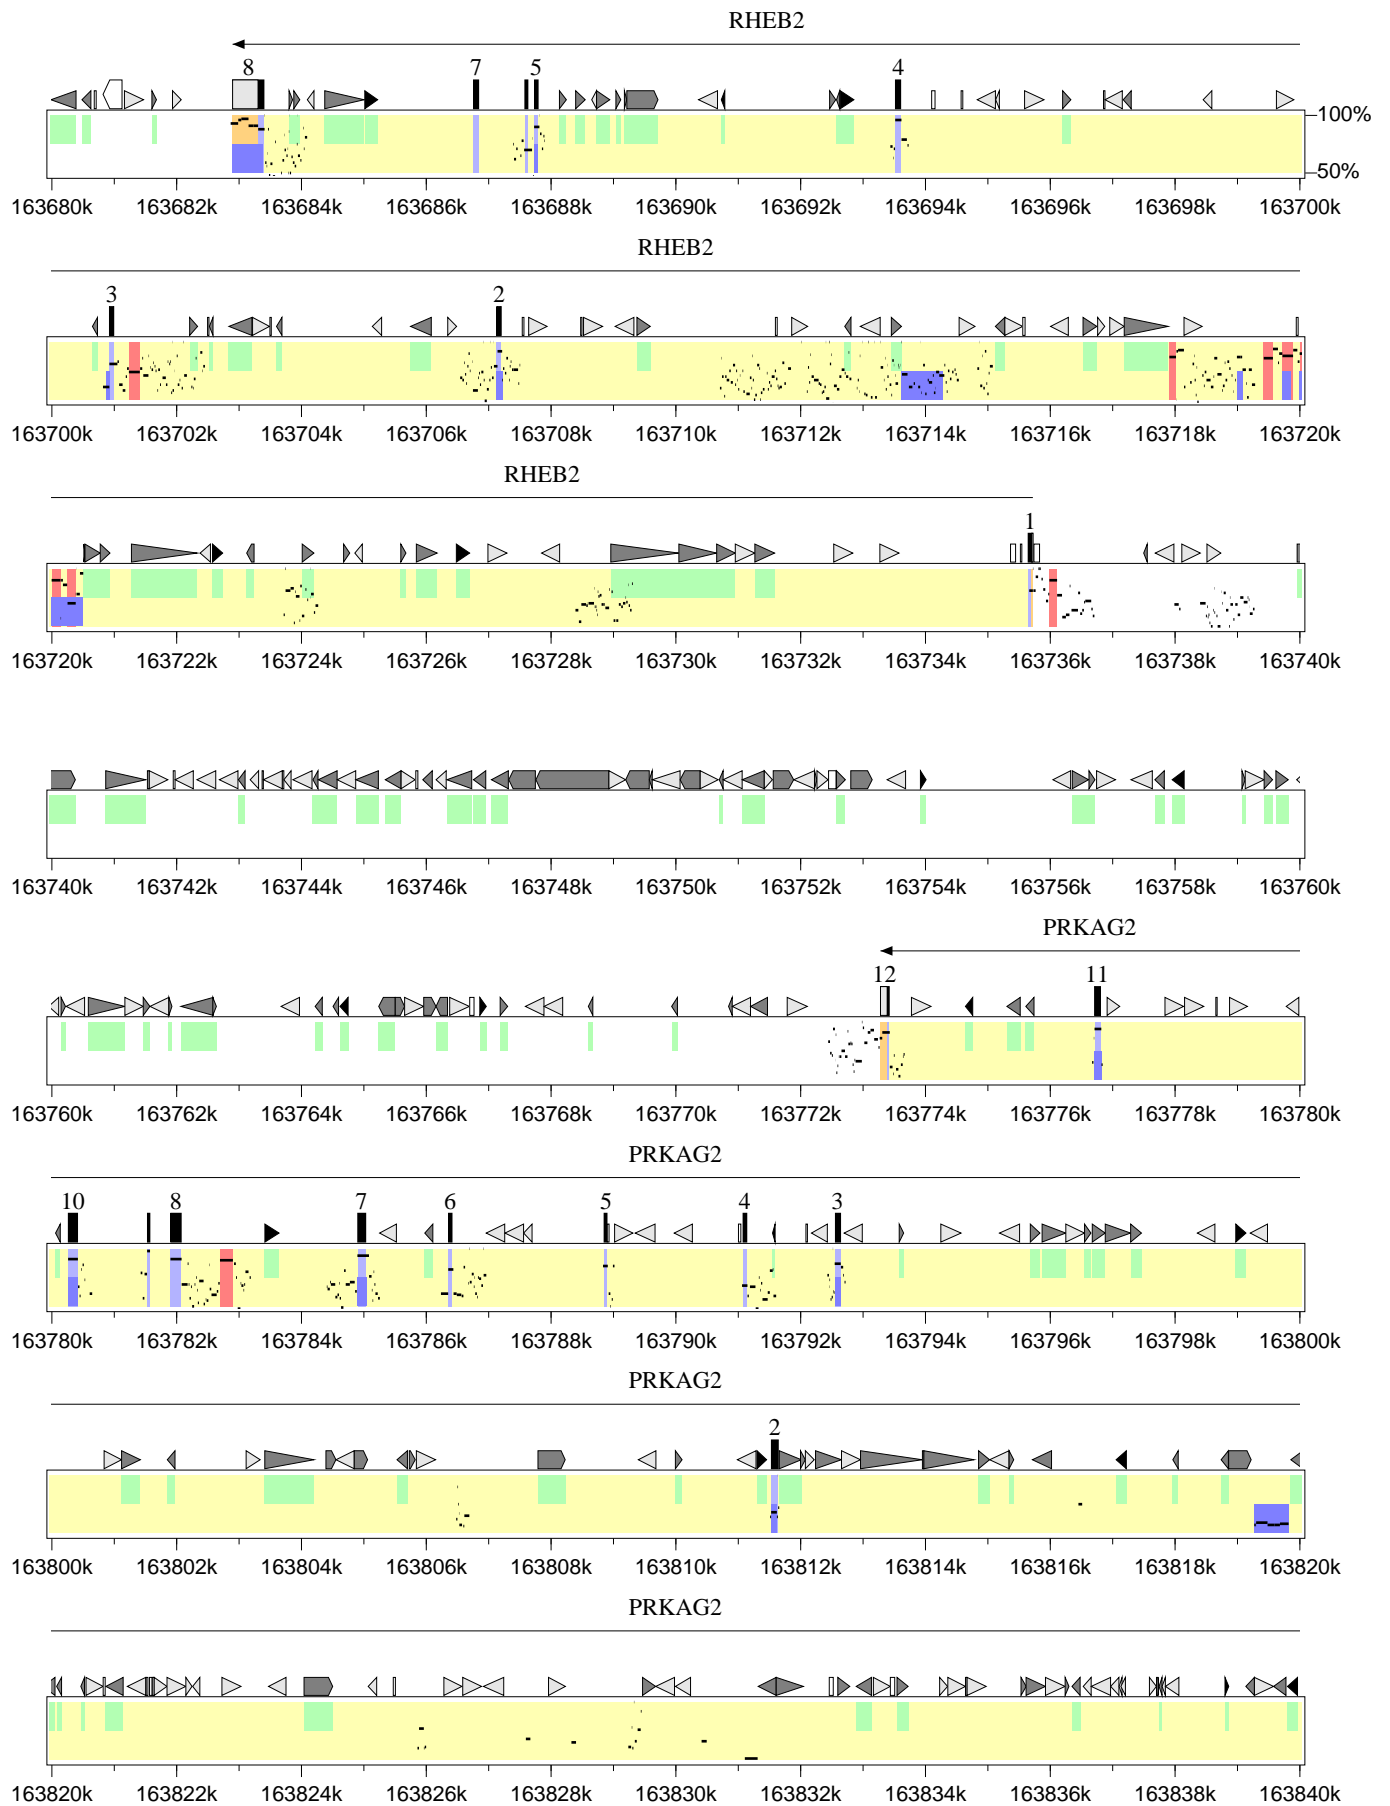 RHEB2
8 7 5 4
100%
50%
163680k 163682k 163684k 163686k 163688k 163690k 163692k 163694k 163696k 163698k 163700k
RHEB2
3 2
163700k 163702k 163704k 163706k 163708k 163710k 163712k 163714k 163716k 163718k 163720k
RHEB2
1
163720k 163722k 163724k 163726k 163728k 163730k 163732k 163734k 163736k 163738k 163740k
163740k 163742k 163744k 163746k 163748k 163750k 163752k 163754k 163756k 163758k 163760k
PRKAG2
12 11
163760k 163762k 163764k 163766k 163768k 163770k 163772k 163774k 163776k 163778k 163780k
PRKAG2
10 8 7 6 5 4 3
163780k 163782k 163784k 163786k 163788k 163790k 163792k 163794k 163796k 163798k 163800k
PRKAG2
2
163800k 163802k 163804k 163806k 163808k 163810k 163812k 163814k 163816k 163818k 163820k
PRKAG2
163820k 163822k 163824k 163826k 163828k 163830k 163832k 163834k 163836k 163838k 163840k